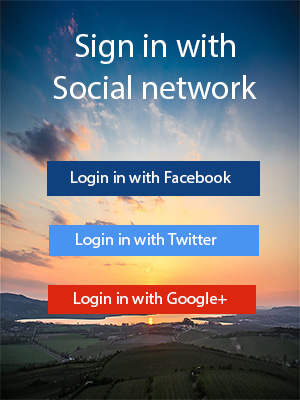 Sign in with
Social network
Login in with Facebook
Login in with Twitter
Login in with Google+